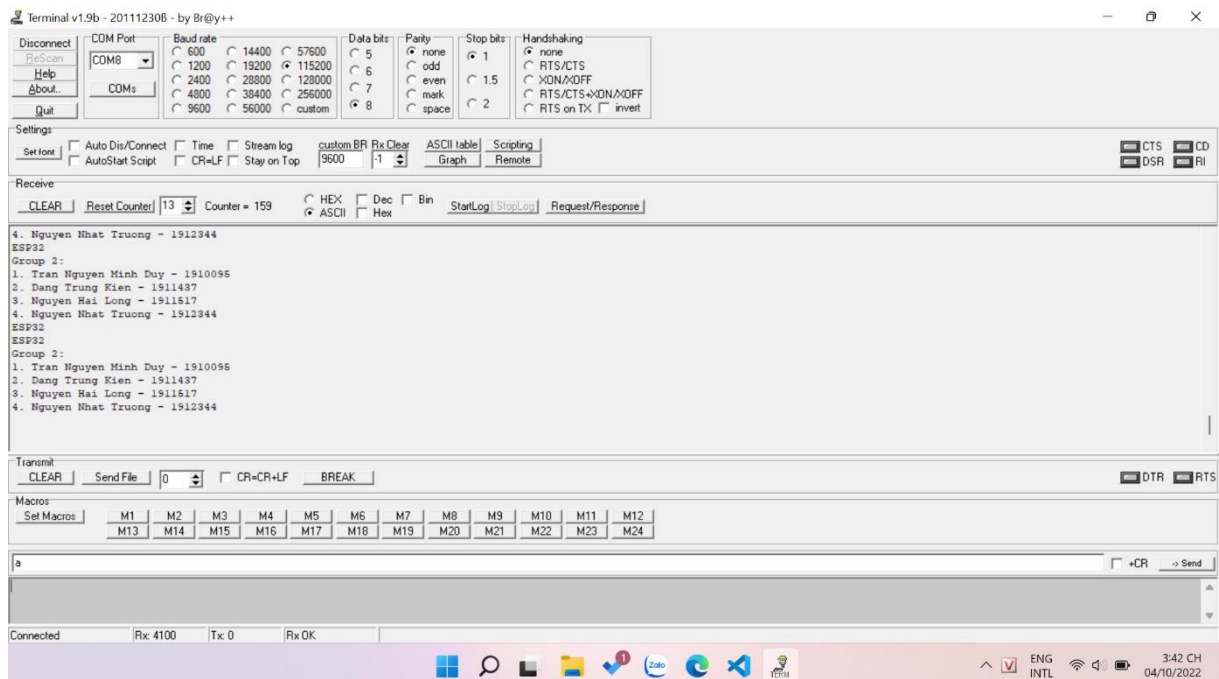 Terminal v1.9b - 20111230ß - by Br@y++
Disconnect
ReScan
Help
About..
Quit
COM Port
COM8
COMs
Baud rate
600 14400 57600
1200 19200 115200
2400 28800 128000
4800 38400 256000
9600 56000 custom
Data bits
5
6
7
8
Parity
none
odd
even
mark
space
Stop bits
1
1.5
2
Handshaking
none
RTS/CTS
XON/XOFF
RTS/CTS+XON/XOFF
RTS on TX invert
Settings
Set font
Auto Dis/Connect Time Stream log
AutoStart Script CR=LF Stay on Top
custom BR Rx Clear
9600 -1
ASCII table Scripting
Graph Remote
CTS CD
DSR RI
Receive
CLEAR Reset Counter 13 Counter = 159
HEX Dec Bin
ASCII Hex
StartLog StopLog Request/Response
4. Nguyen Nhat Truong - 1912344
ESP32
Group 2:
1. Tran Nguyen Minh Duy - 1910095
2. Dang Trung Kien - 1911437
3. Nguyen Hai Long - 1911517
4. Nguyen Nhat Truong - 1912344
ESP32
ESP32
Group 2:
1. Tran Nguyen Minh Duy - 1910095
2. Dang Trung Kien - 1911437
3. Nguyen Hai Long - 1911517
4. Nguyen Nhat Truong - 1912344
Transmit
CLEAR Send File 0 CR=CR+LF BREAK DTR RTS
Macros
Set Macros M1 M2 M3 M4 M5 M6 M7 M8 M9 M10 M11 M12
M13 M14 M15 M16 M17 M18 M19 M20 M21 M22 M23 M24
a +CR -> Send
Connected Rx: 4100 Tx: 0 Rx OK
1
Zalo
TERM
V
ENG
INTL
3:42 CH
04/10/2022